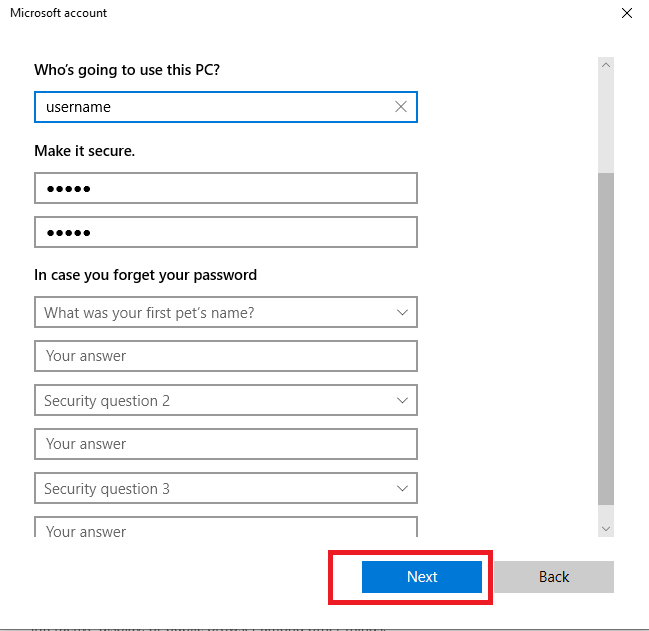 Microsoft account
Who's going to use this PC?
username
Make it secure.
●●●●●
●●●●●
In case you forget your password
What was your first pet's name?
Your answer
Security question 2
Your answer
Security question 3
Your answer
Next Back